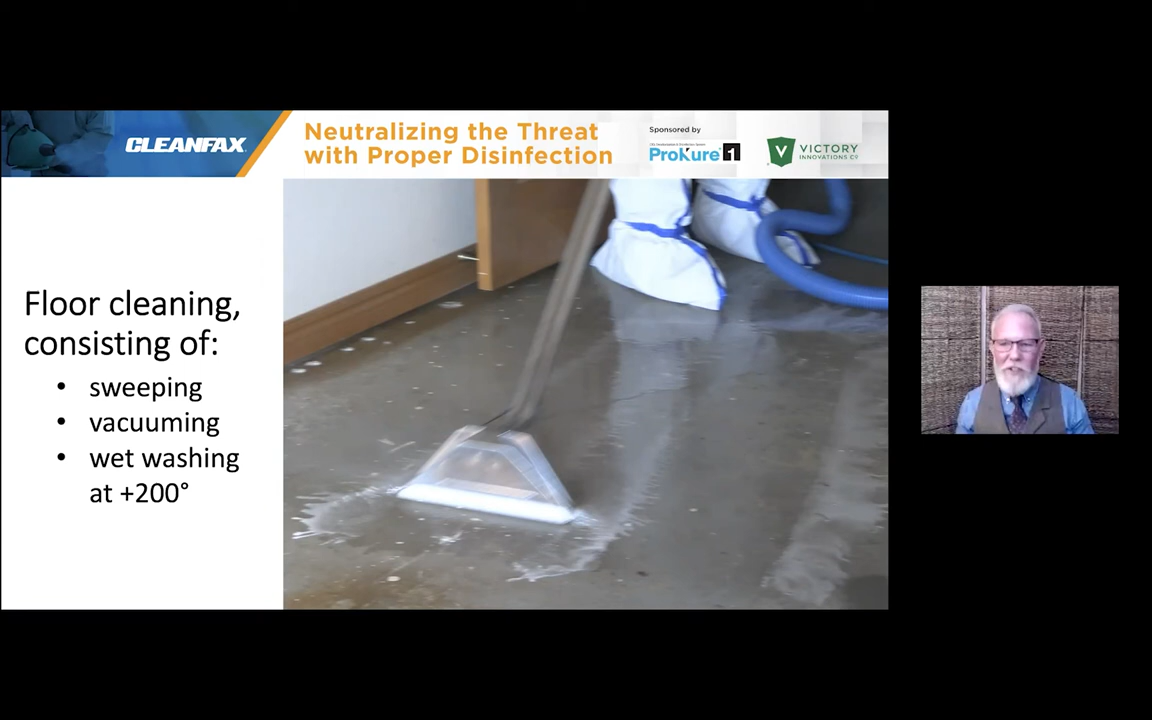 CLEANFAX
Neutralizing the Threat
with Proper Disinfection
Sponsored by
ProKure 1
VICTORY
INNOVATIONS CO
Floor cleaning,
consisting of:
• sweeping
• vacuuming
• wet washing
at +200°